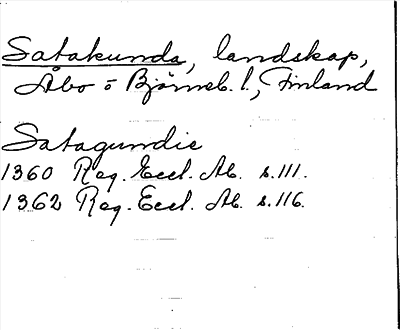 Satakunda, landskap,
Åbo o Björneb. l., Finland
Satagundie
1360 Reg. Eccl. Ab. s. 111.
1362 Reg. Eccl. Ab. s. 116.